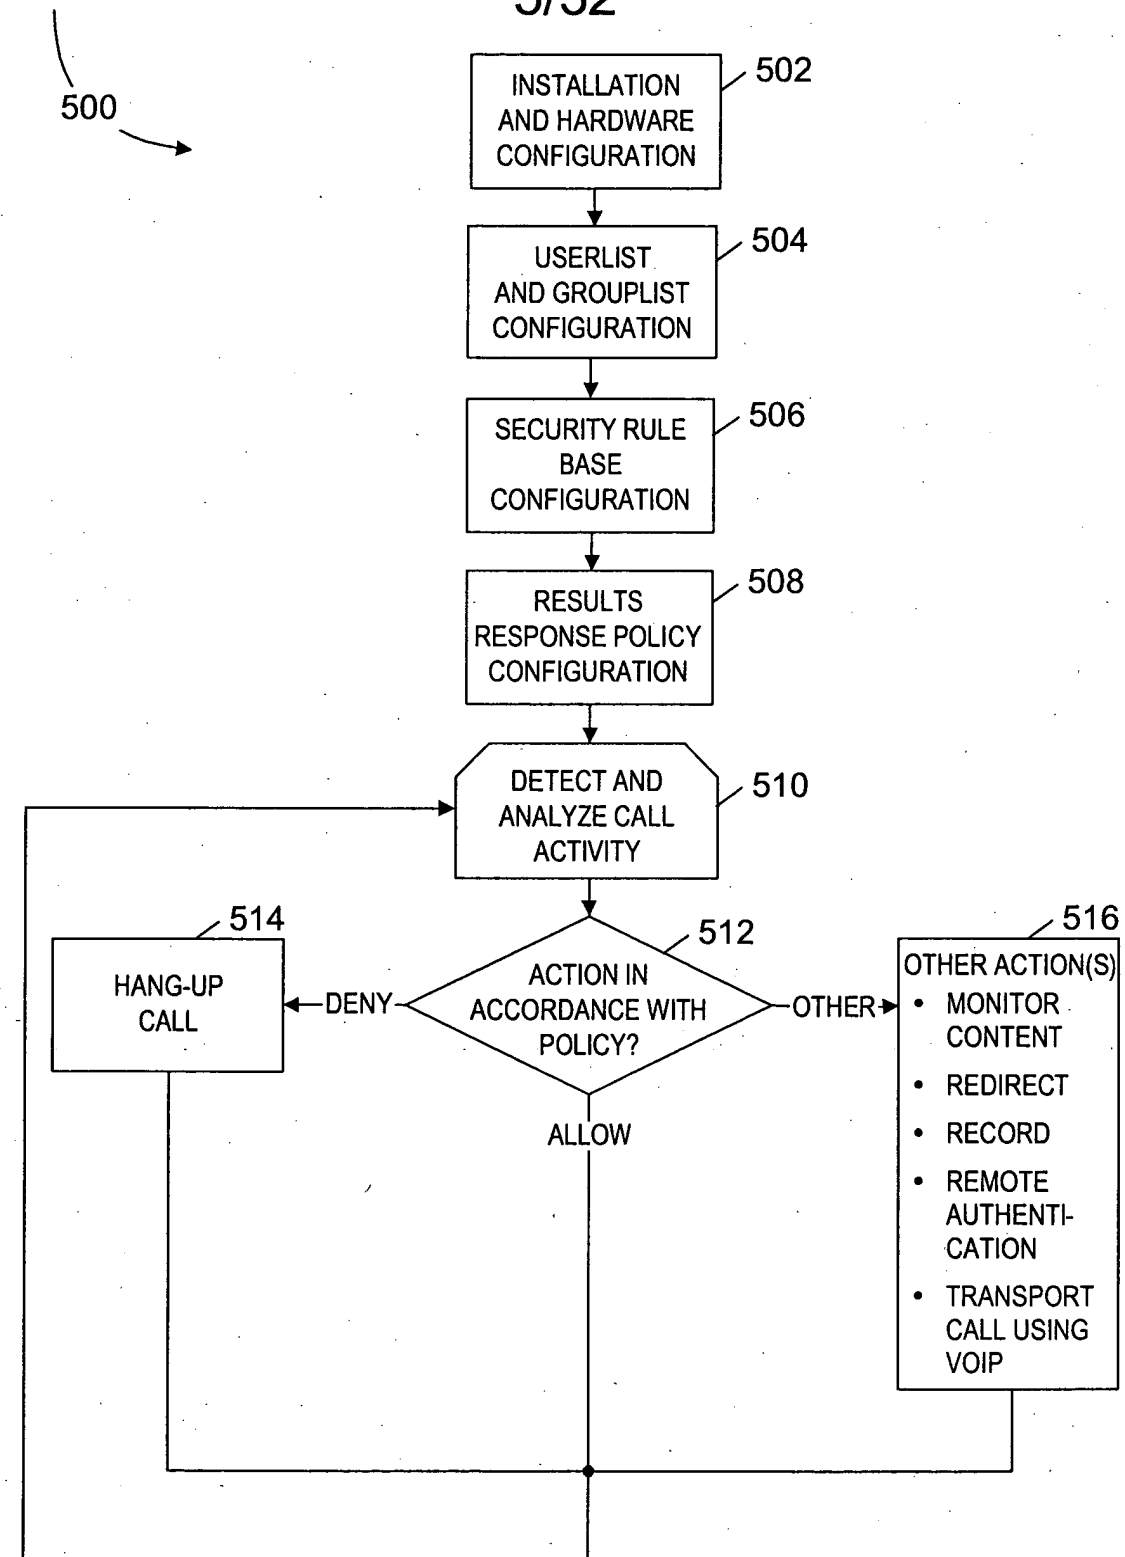 5/32
500
502
INSTALLATION
AND HARDWARE
CONFIGURATION
504
USERLIST
AND GROUPLIST
CONFIGURATION
506
SECURITY RULE
BASE
CONFIGURATION
508
RESULTS
RESPONSE POLICY
CONFIGURATION
510
DETECT AND
ANALYZE CALL
ACTIVITY
512
ACTION IN
ACCORDANCE WITH
POLICY?
514
HANG-UP
CALL
DENY
OTHER
ALLOW
516
OTHER ACTION(S)
• MONITOR
CONTENT
• REDIRECT
• RECORD
• REMOTE
AUTHENTI-
CATION
• TRANSPORT
CALL USING
VOIP